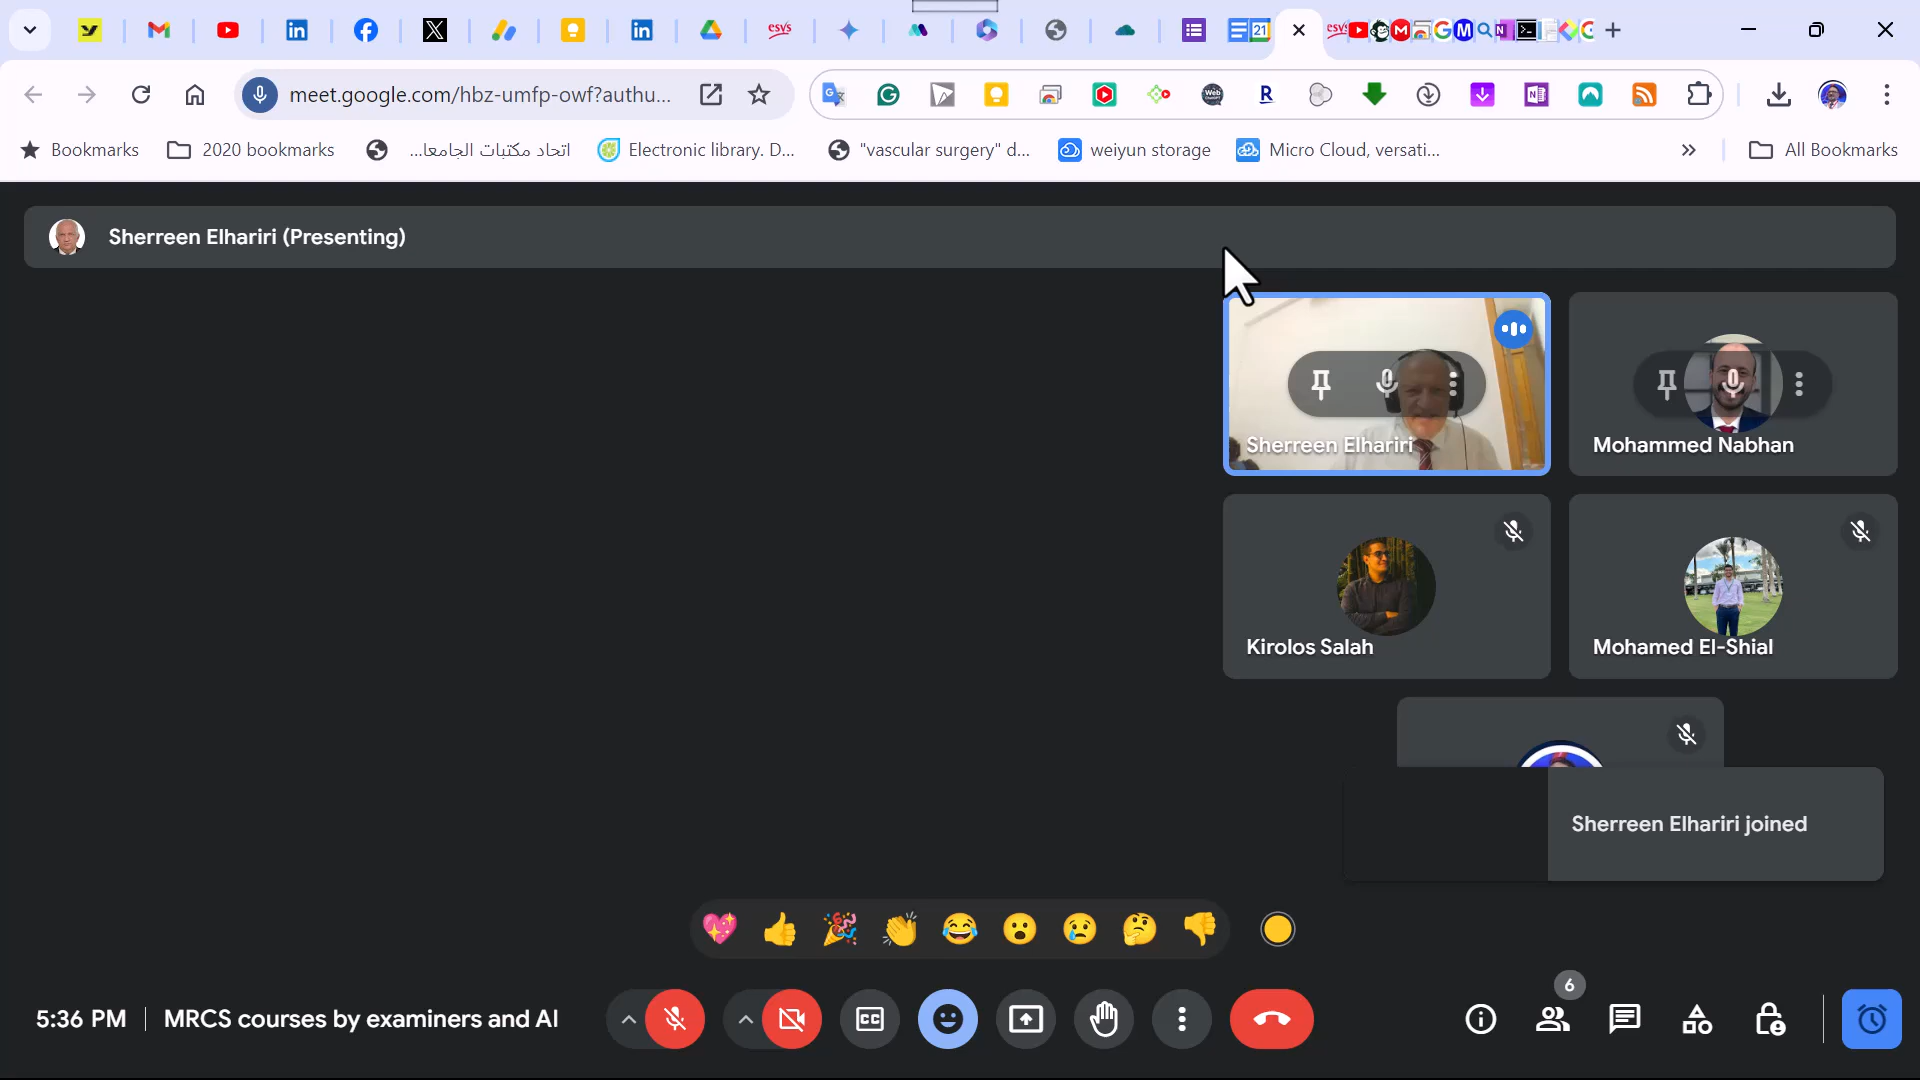 meet.google.com/hbz-umfp-owf?authu...
Bookmarks
2020 bookmarks
اتحاد مكتبات الجامعا...
Electronic library. D...
"vascular surgery" d...
weiyun storage
Micro Cloud, versati...
All Bookmarks
Sherreen Elhariri (Presenting)
Sherreen Elhariri
Mohammed Nabhan
Kirolos Salah
Mohamed El-Shial
Sherreen Elhariri joined
6
5:36 PM
MRCS courses by examiners and AI